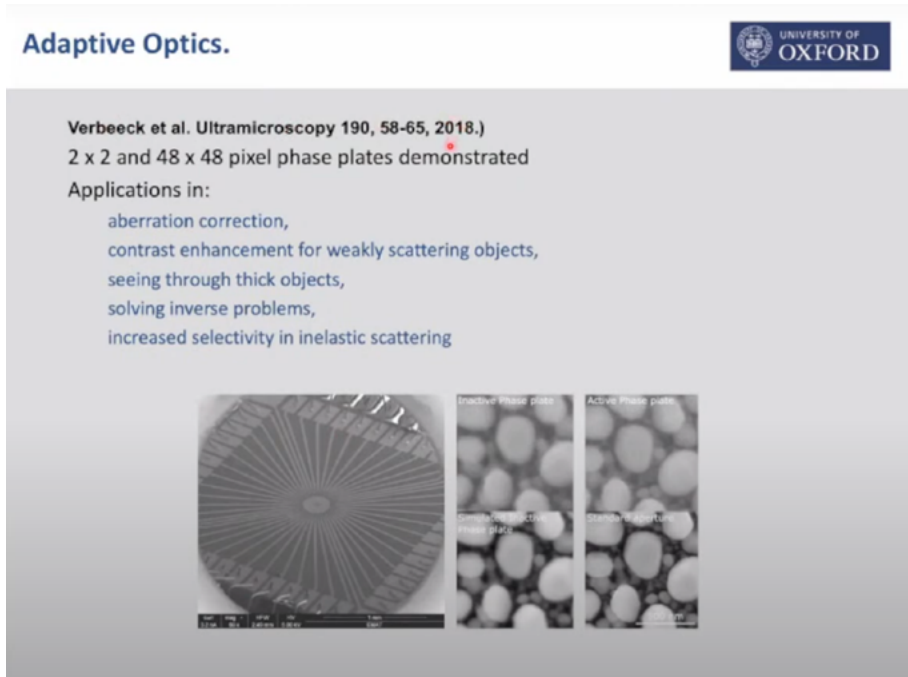 Adaptive Optics.
UNIVERSITY OF
OXFORD
Verbeeck et al. Ultramicroscopy 190, 58-65, 2018.)
2 x 2 and 48 x 48 pixel phase plates demonstrated
Applications in:
aberration correction,
contrast enhancement for weakly scattering objects,
seeing through thick objects,
solving inverse problems,
increased selectivity in inelastic scattering
Inactive Phase plate
Active Phase plate
Phase plate
Standard Aperture